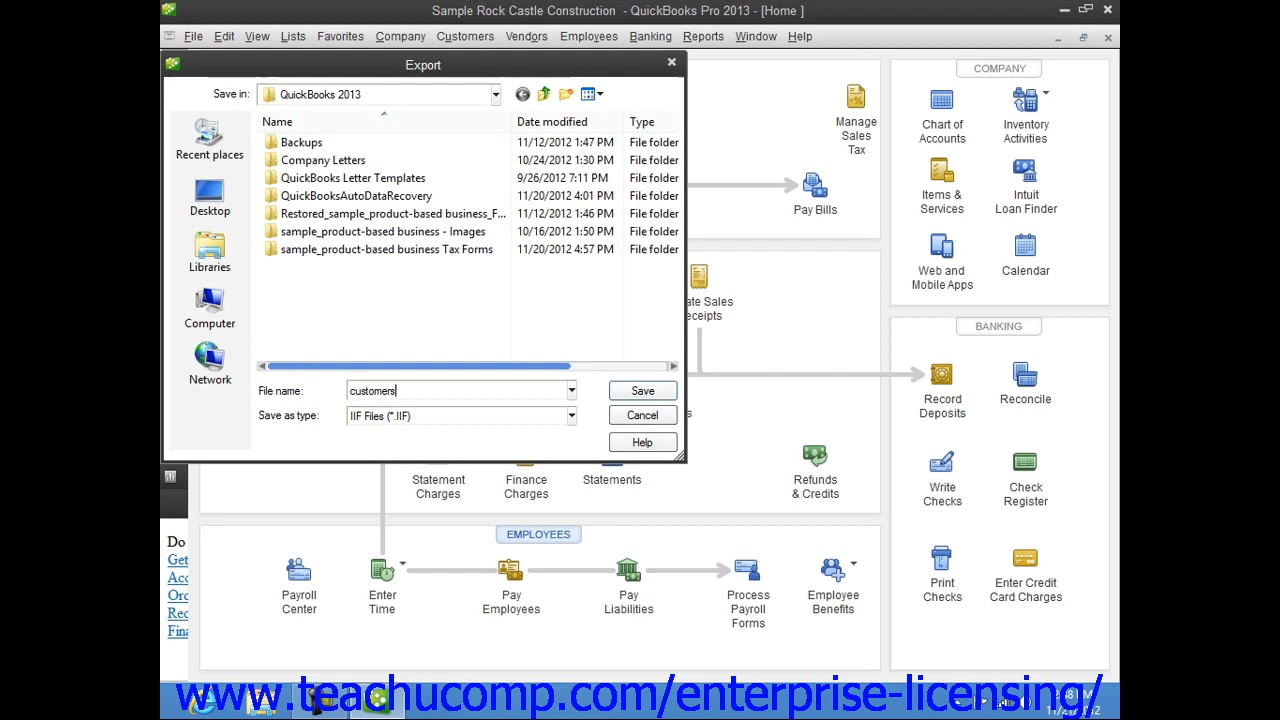 Sample Rock Castle Construction - QuickBooks Pro 2013 - [Home ]
File Edit View Lists Favorites Company Customers Vendors Employees Banking Reports Window Help
Export
Save in: QuickBooks 2013
Name Date modified Type
Backups 11/12/2012 1:47 PM File folder
Company Letters 10/24/2012 1:30 PM File folder
QuickBooks Letter Templates 9/26/2012 7:11 PM File folder
QuickBooksAutoDataRecovery 11/20/2012 4:01 PM File folder
Restored_sample_product-based business_F... 11/12/2012 1:46 PM File folder
sample_product-based business - Images 10/16/2012 1:50 PM File folder
sample_product-based business Tax Forms 11/20/2012 4:57 PM File folder
Recent places
Desktop
Libraries
Computer
Network
File name: customers Save
Save as type: IIF Files (*.IIF) Cancel
Help
Manage
Sales
Tax
Pay Bills
ate Sales
eceipts
s
Statement
Charges
Finance
Charges
Statements
Refunds
& Credits
COMPANY
Chart of
Accounts
Inventory
Activities
Items &
Services
Intuit
Loan Finder
Web and
Mobile Apps
Calendar
BANKING
Record
Deposits
Reconcile
Write
Checks
Check
Register
Print
Checks
Enter Credit
Card Charges
EMPLOYEES
Payroll
Center
Enter
Time
Pay
Employees
Pay
Liabilities
Process
Payroll
Forms
Employee
Benefits
Do
Get
Acc
Orc
Rec
Fina
www.teachucomp.com/enterprise-licensing/